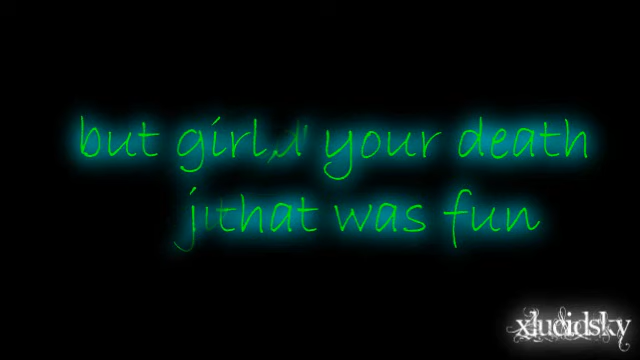 but girl, your death
that was fun
xlucidsky